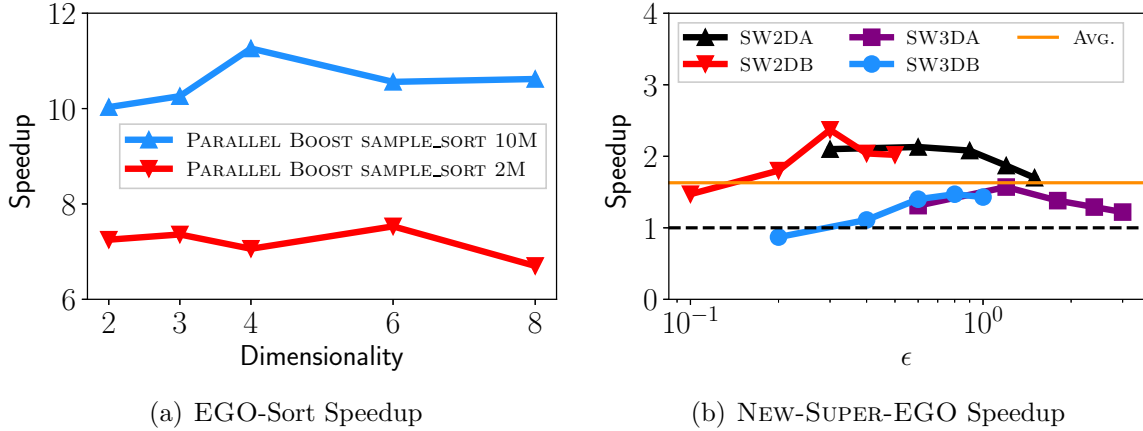 12
10
8
6
Speedup
PARALLEL BOOST SAMPLE_SORT 10M
PARALLEL BOOST SAMPLE_SORT 2M
2 3 4 6 8
Dimensionality
(a) EGO-Sort Speedup
4
3
2
1
0
Speedup
SW2DA SW3DA AVG.
SW2DB SW3DB
10⁻¹ 10⁰
ϵ
(b) NEW-SUPER-EGO Speedup